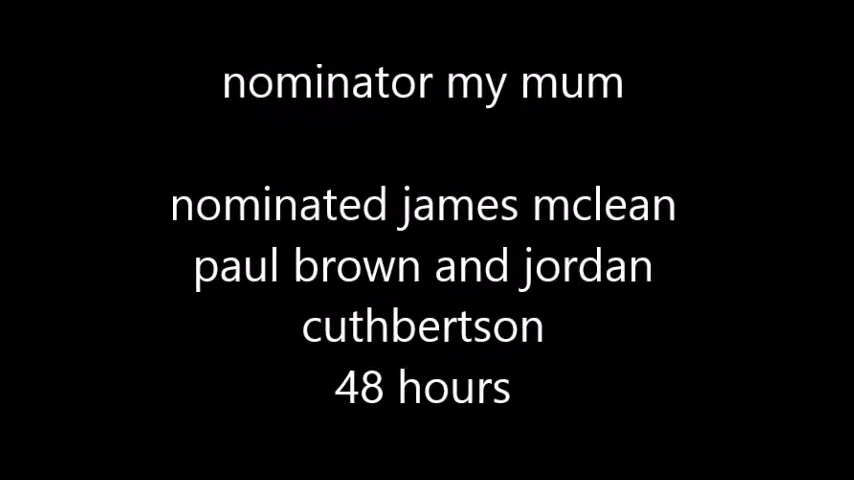 nominator my mum
nominated james mclean
paul brown and jordan
cuthbertson
48 hours